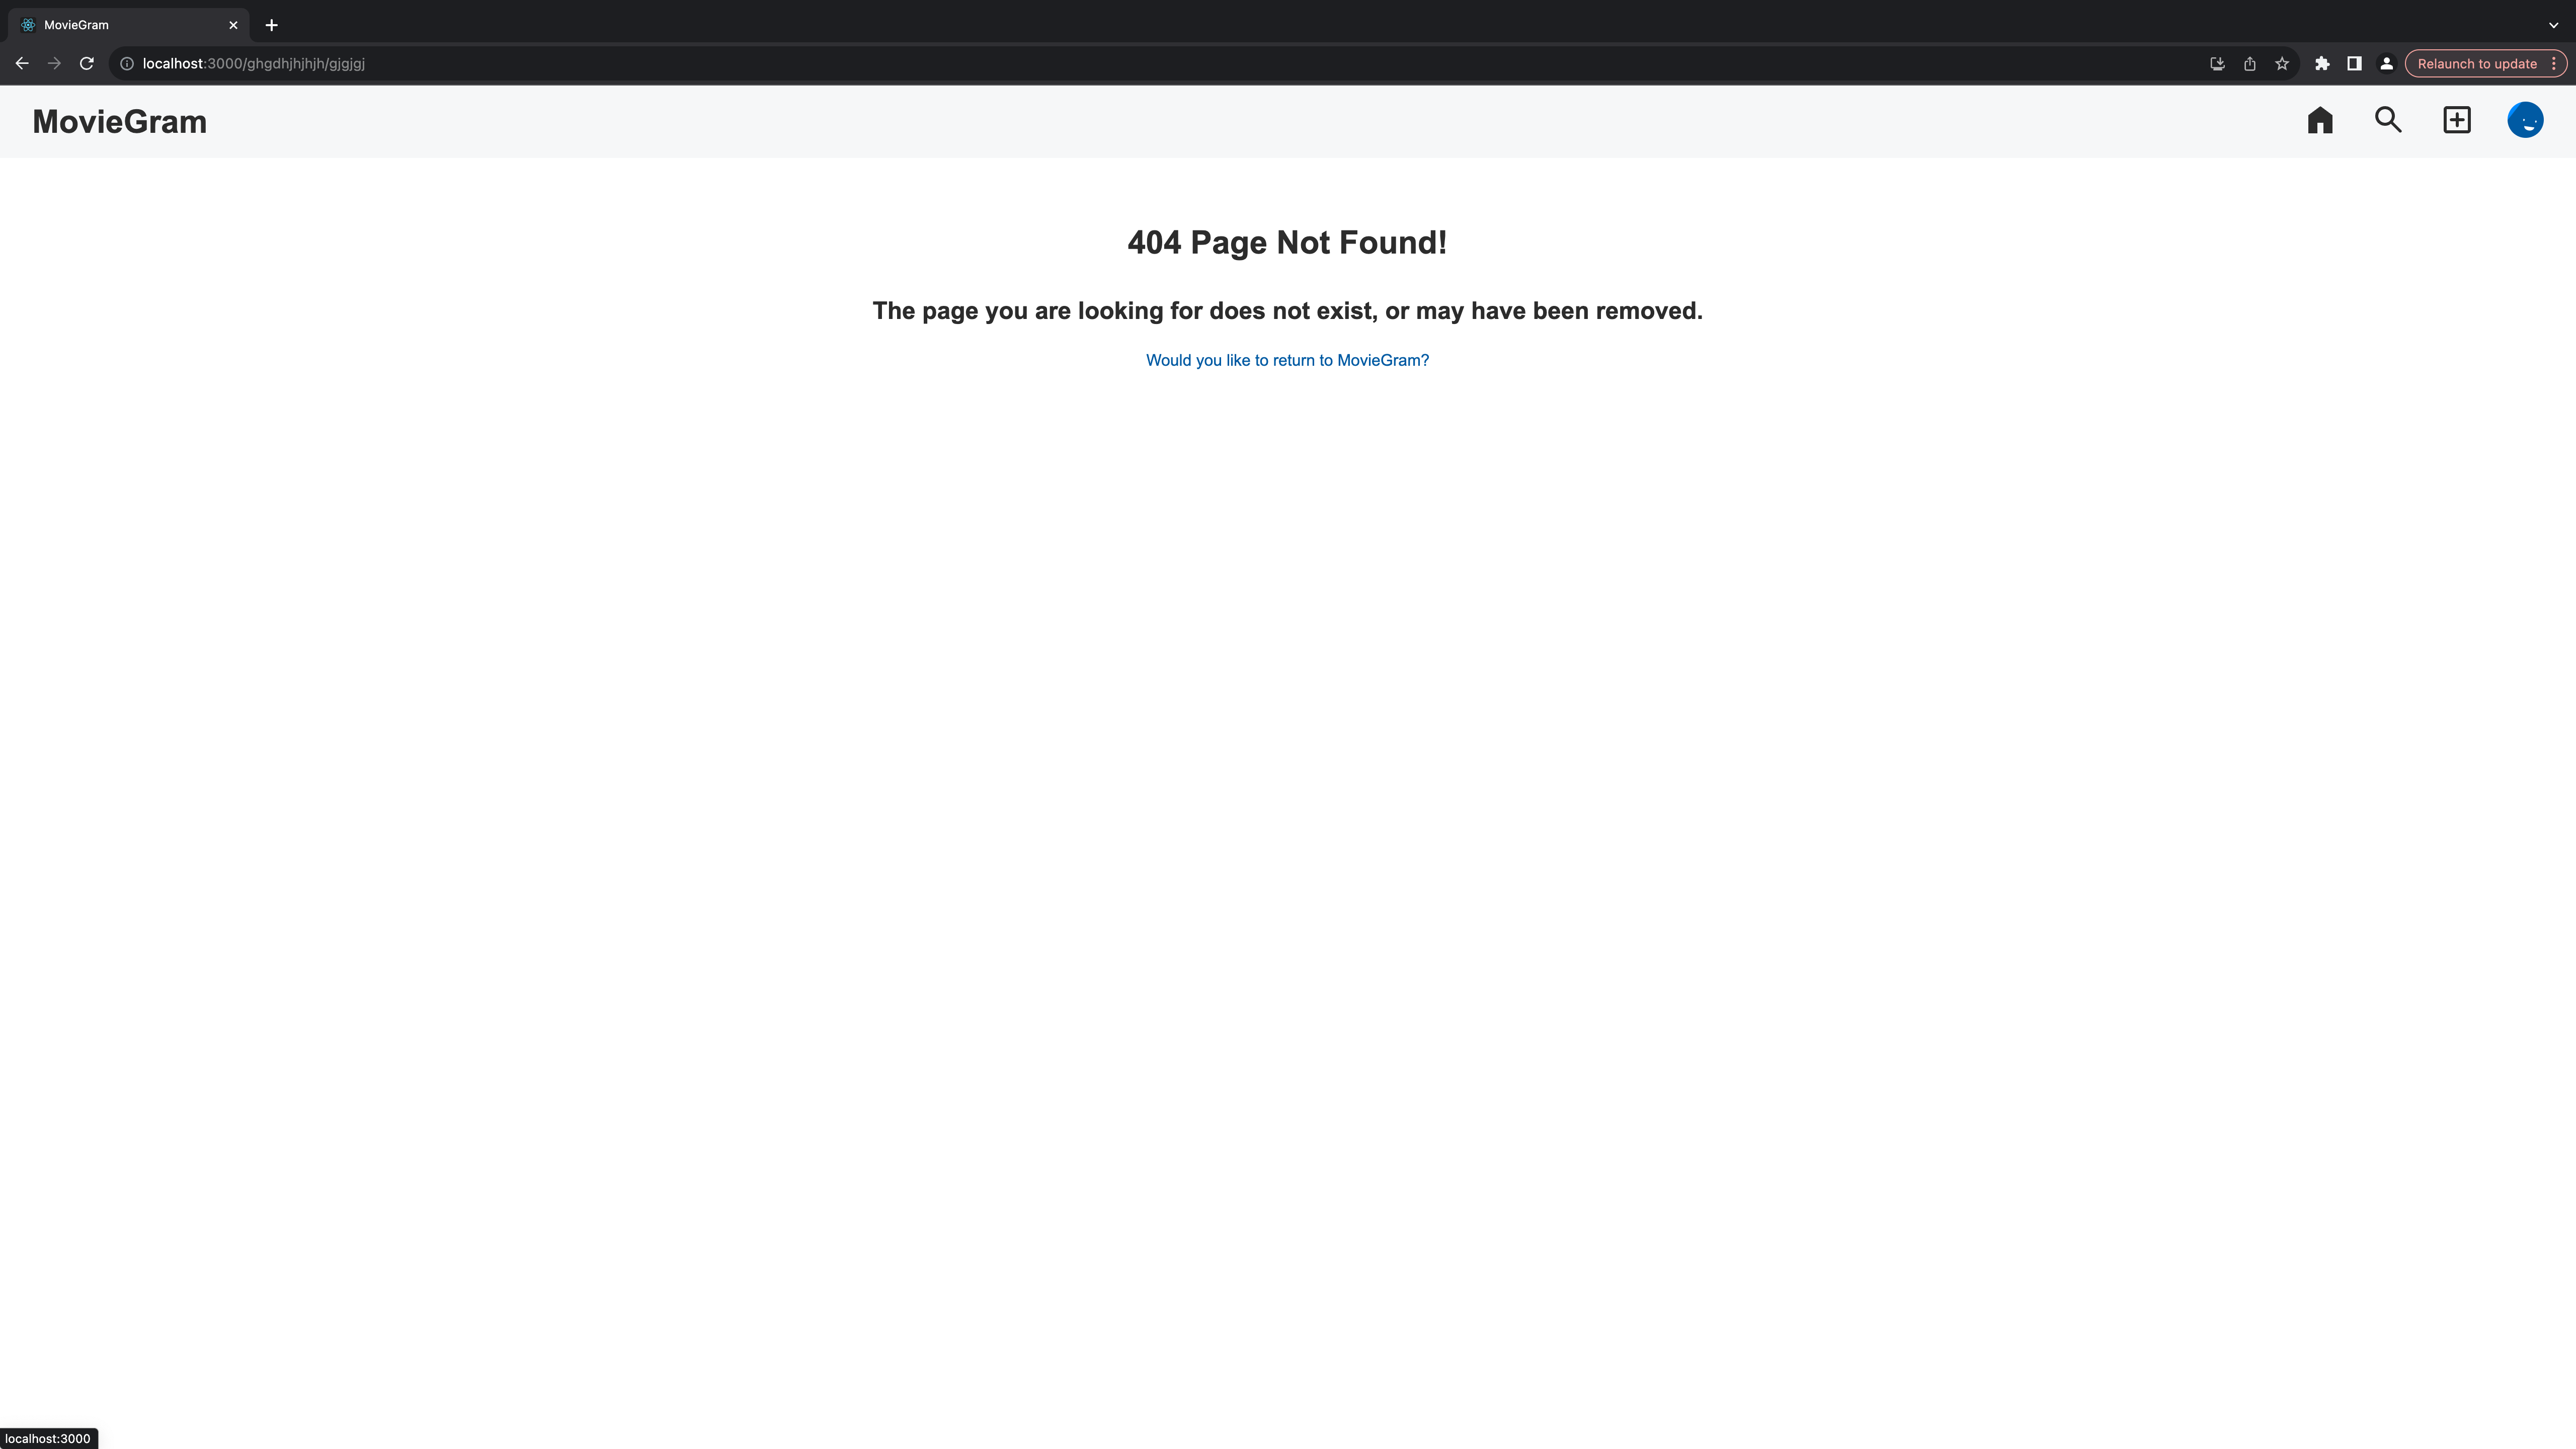 MovieGram
localhost:3000/ghgdhjhjhjh/gjgjgj
Relaunch to update
MovieGram
404 Page Not Found!
The page you are looking for does not exist, or may have been removed.
Would you like to return to MovieGram?
localhost:3000